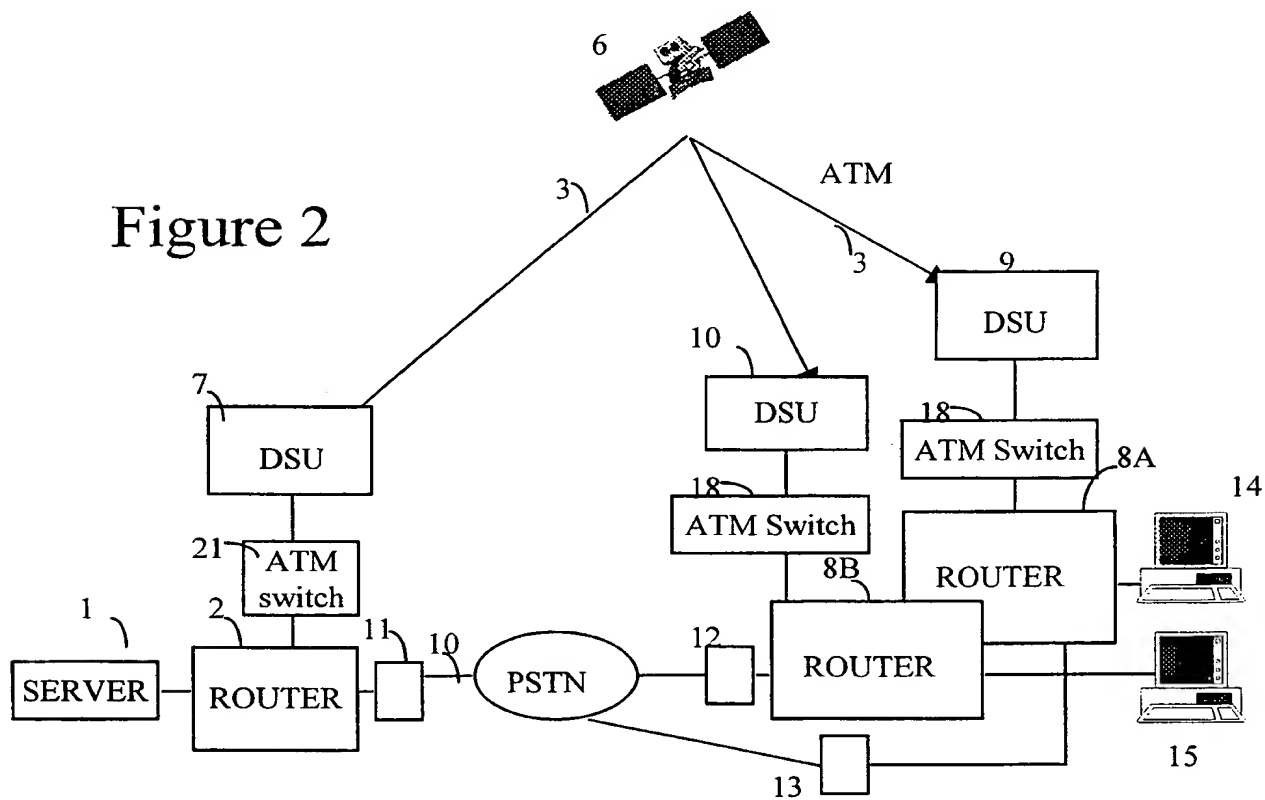 6
3
ATM
Figure 2
3
9
DSU
10
DSU
7
DSU
18
ATM Switch
8A
14
18
ATM Switch
21
ATM
switch
8B
ROUTER
1
2
11
10
12
SERVER
ROUTER
PSTN
ROUTER
13
15